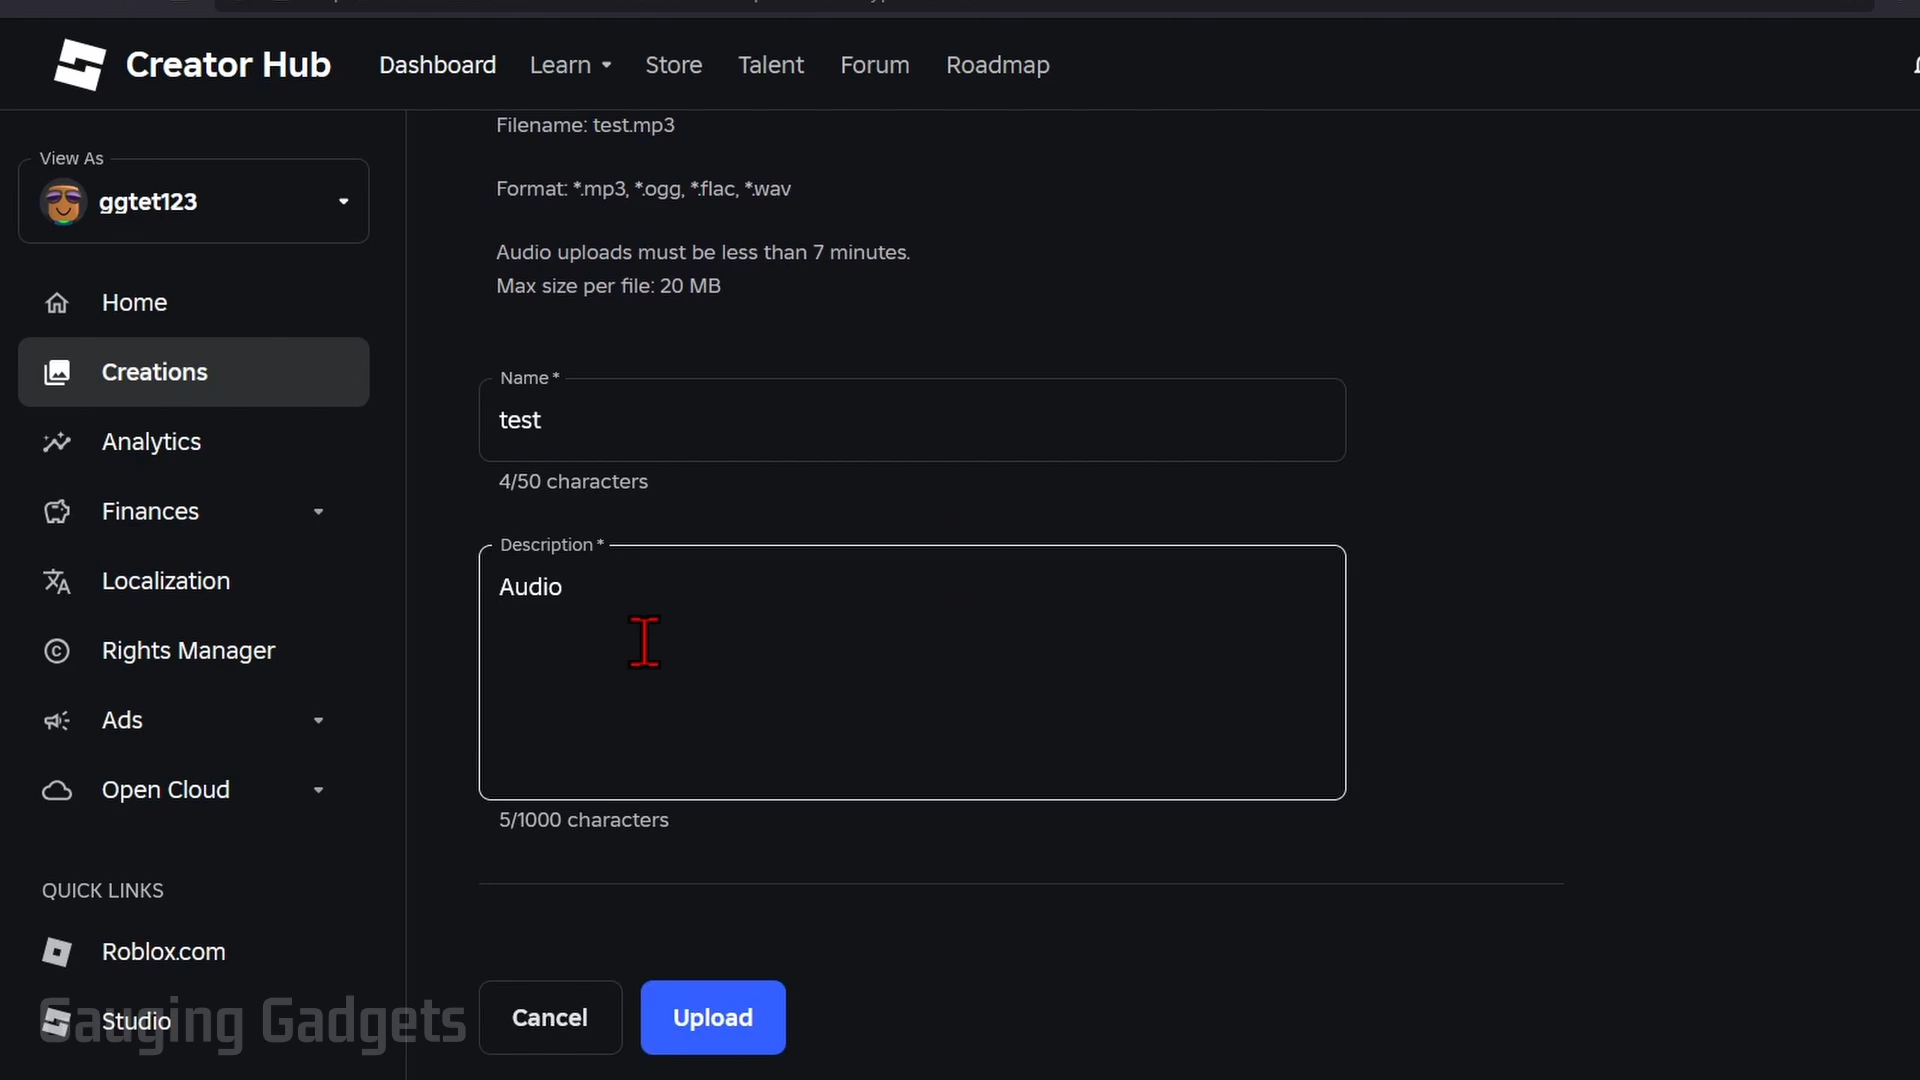 Creator Hub
Dashboard
Learn
Store
Talent
Forum
Roadmap
View As
ggtet123
Home
Creations
Analytics
Finances
Localization
Rights Manager
Ads
Open Cloud
QUICK LINKS
Roblox.com
Studio
Gauging Gadgets
Filename: test.mp3
Format: *.mp3, *.ogg, *.flac, *.wav
Audio uploads must be less than 7 minutes.
Max size per file: 20 MB
Name *
test
4/50 characters
Description *
Audio
5/1000 characters
Cancel
Upload